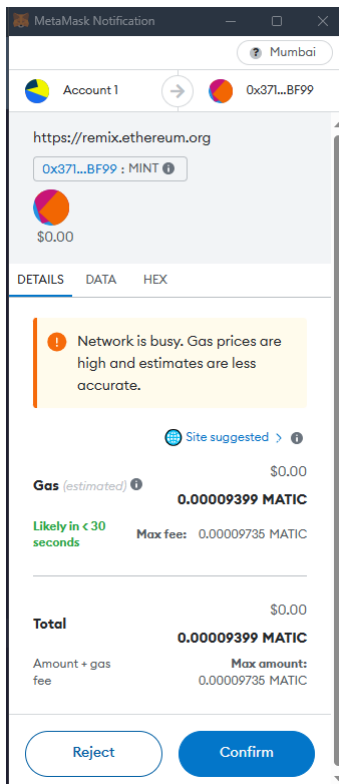 MetaMask Notification
? Mumbai
Account 1
0x371...BF99
https://remix.ethereum.org
0x371...BF99 : MINT
$0.00
DETAILS DATA HEX
Network is busy. Gas prices are
high and estimates are less
accurate.
Site suggested >
$0.00
Gas (estimated)
0.00009399 MATIC
Likely in < 30
seconds
Max fee: 0.00009735 MATIC
$0.00
Total
0.00009399 MATIC
Amount + gas
fee
Max amount:
0.00009735 MATIC
Reject Confirm